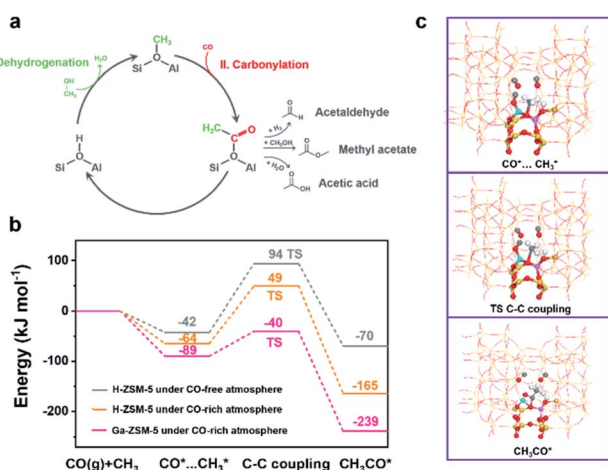 a
Dehydrogenation
H₂O
OH
CH₃
CH₃
O
Si Al
CO
II. Carbonylation
H₃C
O
C
O
Si Al
+ H₂
O
H
Acetaldehyde
+ CH₃OH
O
O
Methyl acetate
+ H₂O
O
OH
Acetic acid
H
O
Si Al
b
Energy (kJ mol⁻¹)
100
0
-100
-200
94 TS
49
TS
-40
TS
-42
-64
-89
-70
-165
-239
H-ZSM-5 under CO-free atmosphere
H-ZSM-5 under CO-rich atmosphere
Ga-ZSM-5 under CO-rich atmosphere
CO(g)+CH₃ CO*...CH₃* C-C coupling CH₃CO*
c
CO*... CH₃*
TS C-C coupling
CH₃CO*